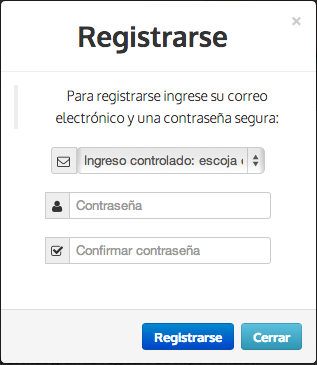 ×
Registrarse
Para registrarse ingrese su correo
electrónico y una contraseña segura:
Ingreso controlado: escoja
Contraseña
Confirmar contraseña
Registrarse Cerrar